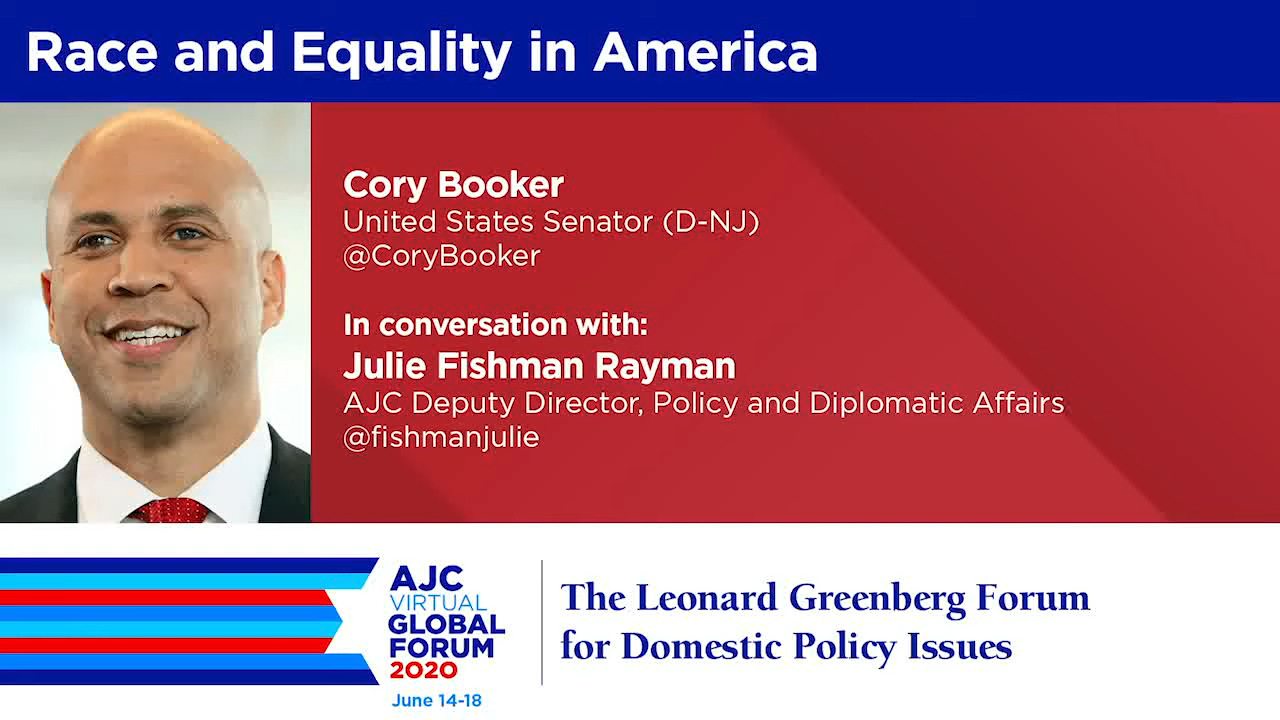 Race and Equality in America
Cory Booker
United States Senator (D-NJ)
@CoryBooker
In conversation with:
Julie Fishman Rayman
AJC Deputy Director, Policy and Diplomatic Affairs
@fishmanjulie
AJC
VIRTUAL
GLOBAL
FORUM
2020
June 14-18
The Leonard Greenberg Forum
for Domestic Policy Issues